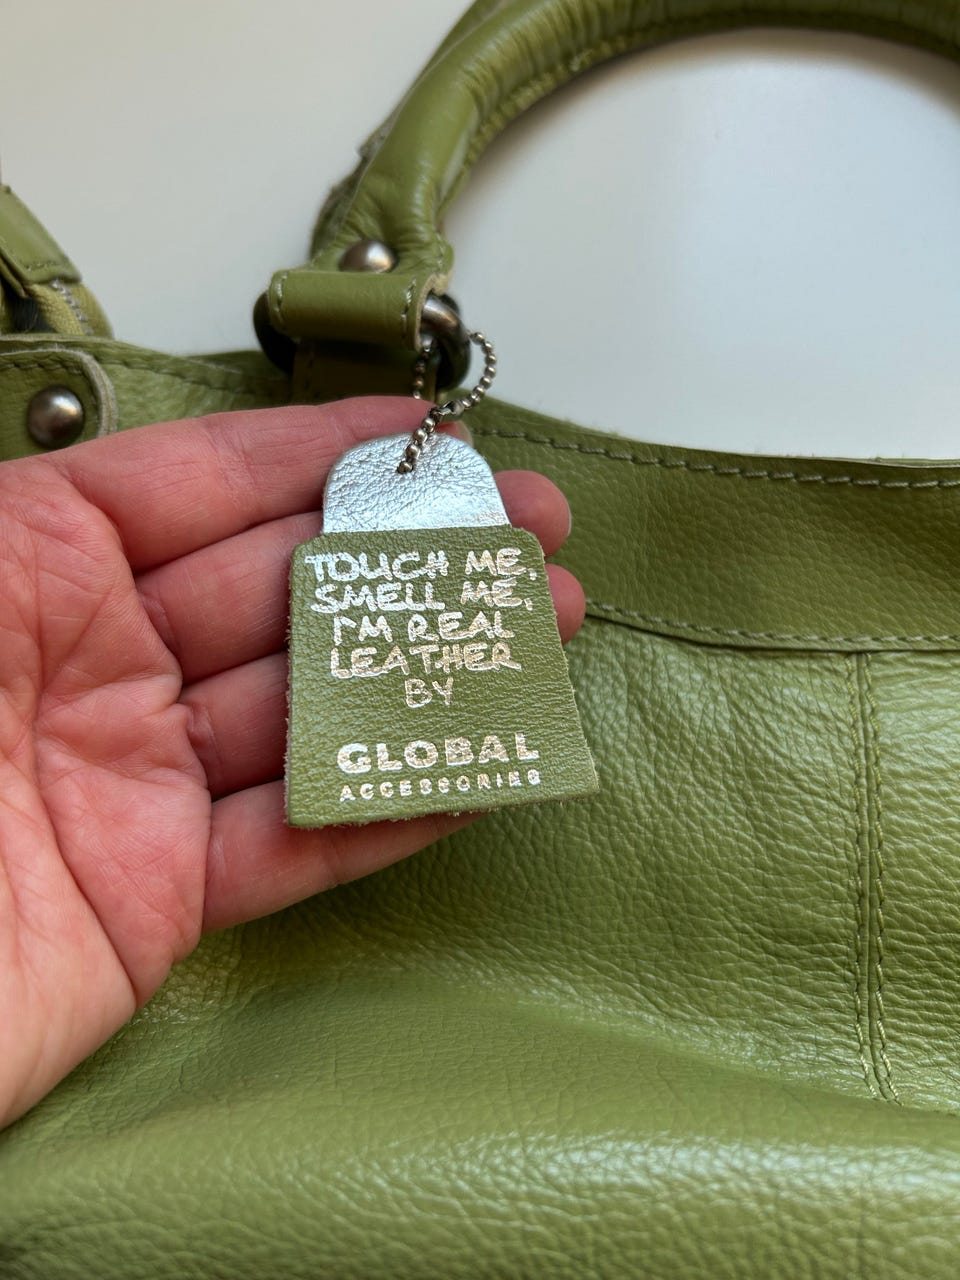 TOUCH ME,
SMELL ME,
I'M REAL
LEATHER
BY
GLOBAL
ACCESSORIES